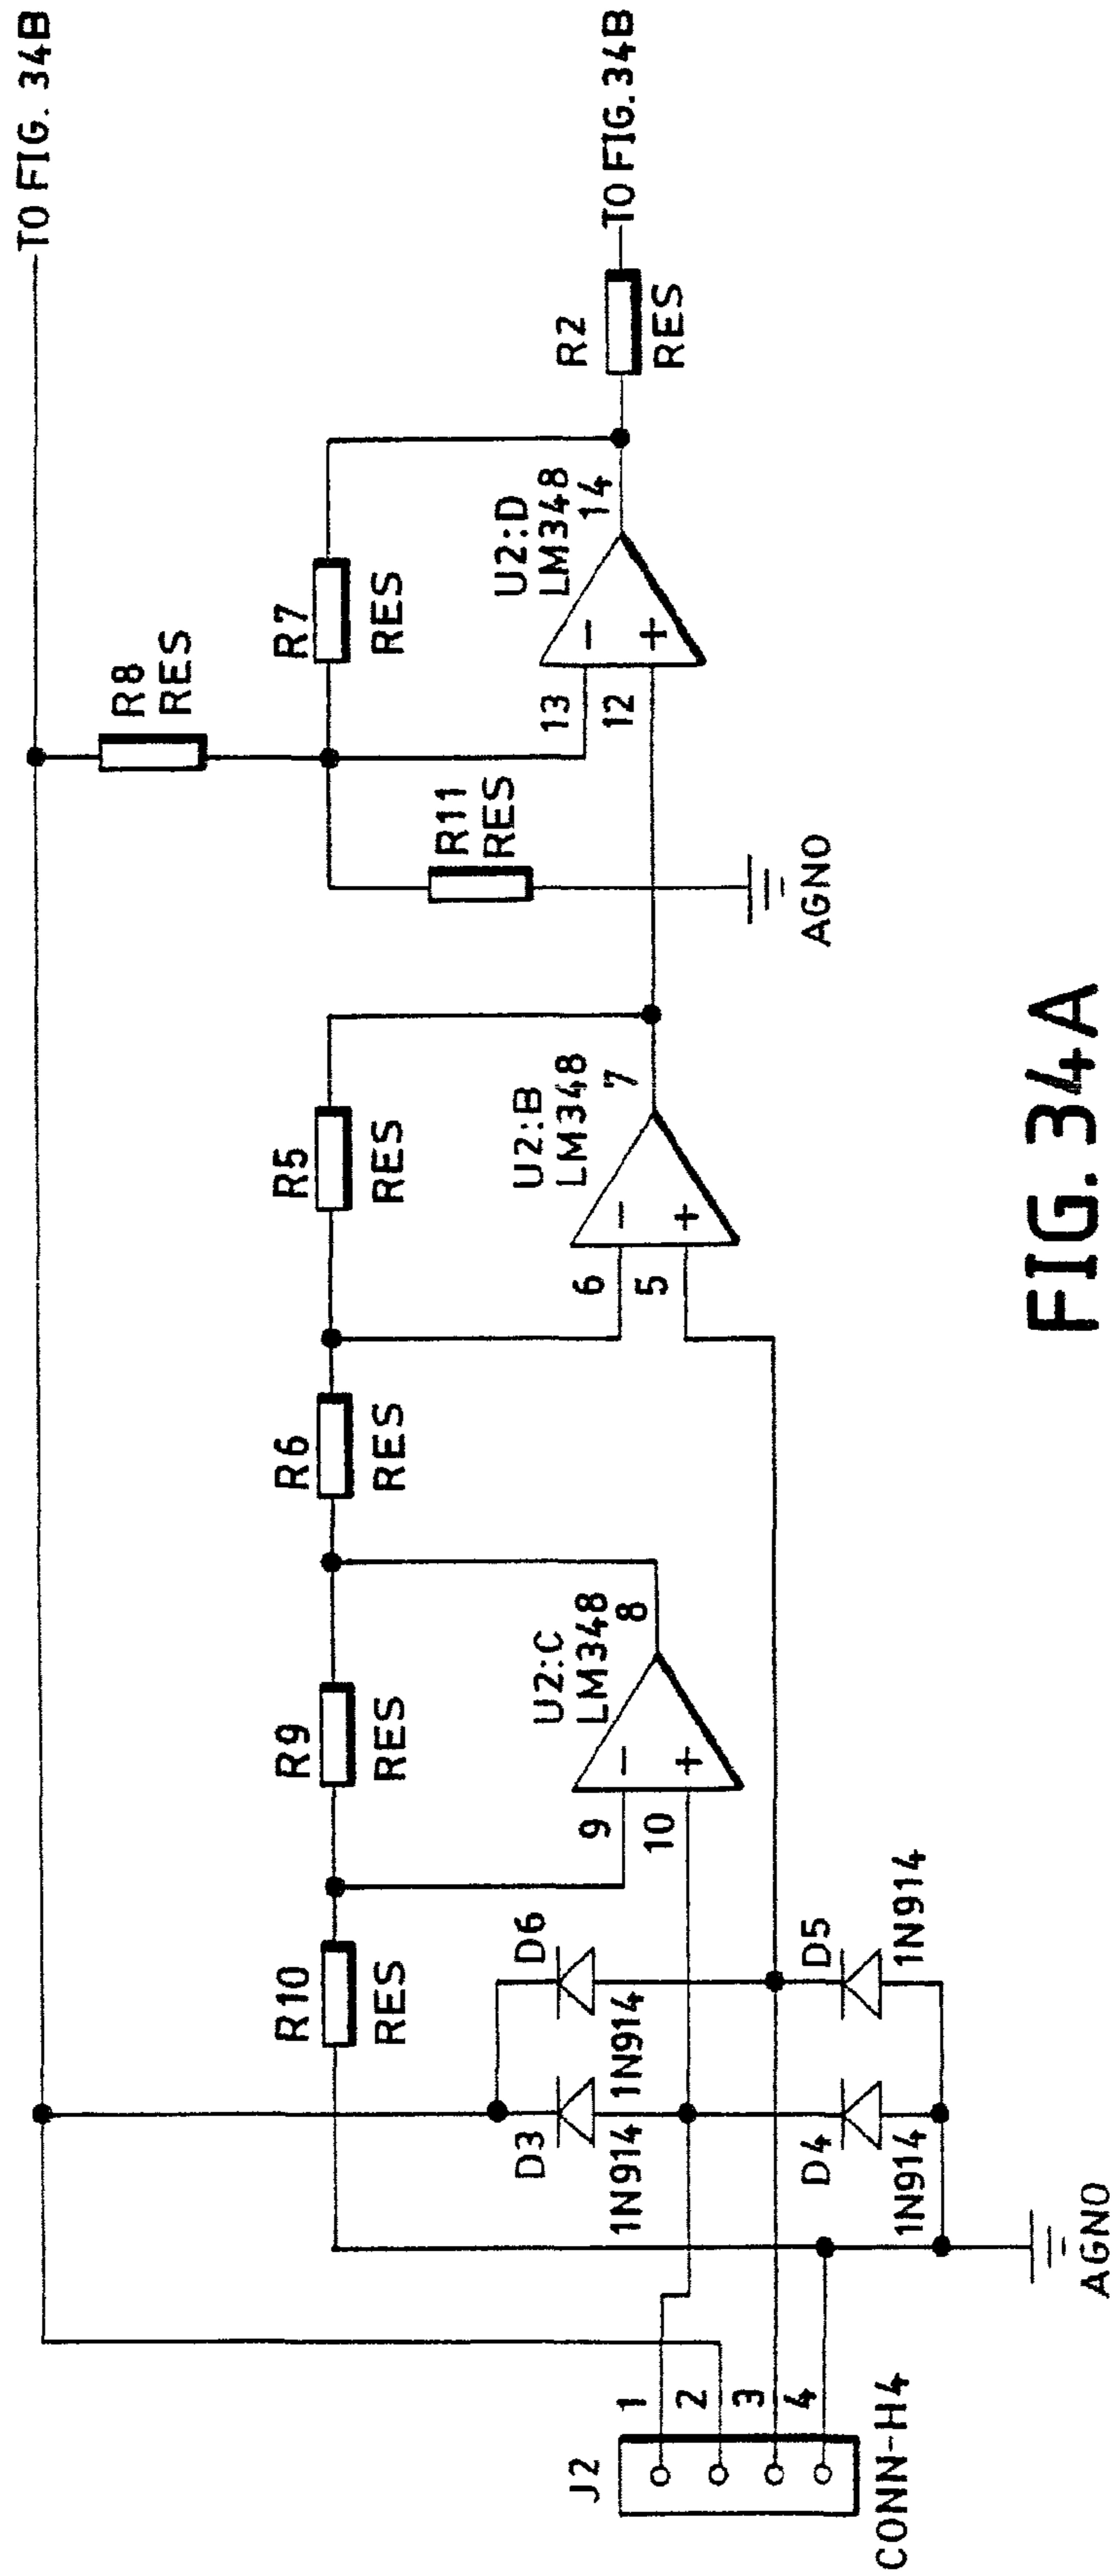 TO FIG. 34B
R8
RES
R7
RES
R11
RES
13
12
U2:D
LM348
14
R2
RES
TO FIG. 34B
AGNO
R5
RES
U2:B
LM348
7
6
5
R6
RES
R9
RES
U2:C
LM348
8
9
10
R10
RES
D6
1N914
D3
1N914
D5
1N914
D4
1N914
AGNO
J2
1
2
3
4
CONN-H4
FIG. 34A